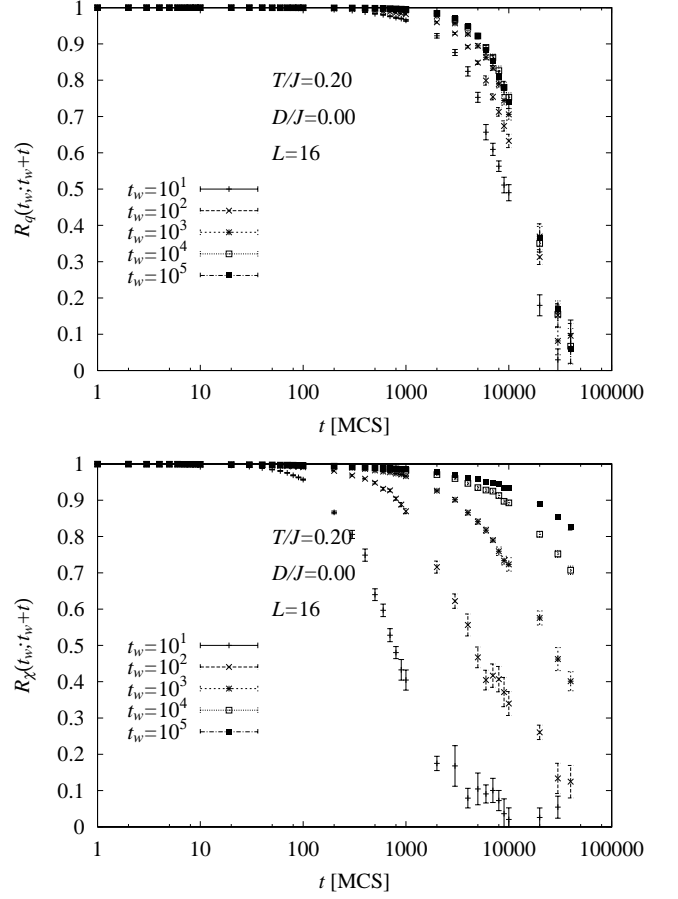 1
0.9
0.8
0.7
0.6
0.5
0.4
0.3
0.2
0.1
0
R_q(t_w; t_w+t)
T/J=0.20
D/J=0.00
L=16
t_w=10^1
t_w=10^2
t_w=10^3
t_w=10^4
t_w=10^5
1 10 100 1000 10000 100000
t [MCS]
1
0.9
0.8
0.7
0.6
0.5
0.4
0.3
0.2
0.1
0
R_χ(t_w; t_w+t)
T/J=0.20
D/J=0.00
L=16
t_w=10^1
t_w=10^2
t_w=10^3
t_w=10^4
t_w=10^5
1 10 100 1000 10000 100000
t [MCS]